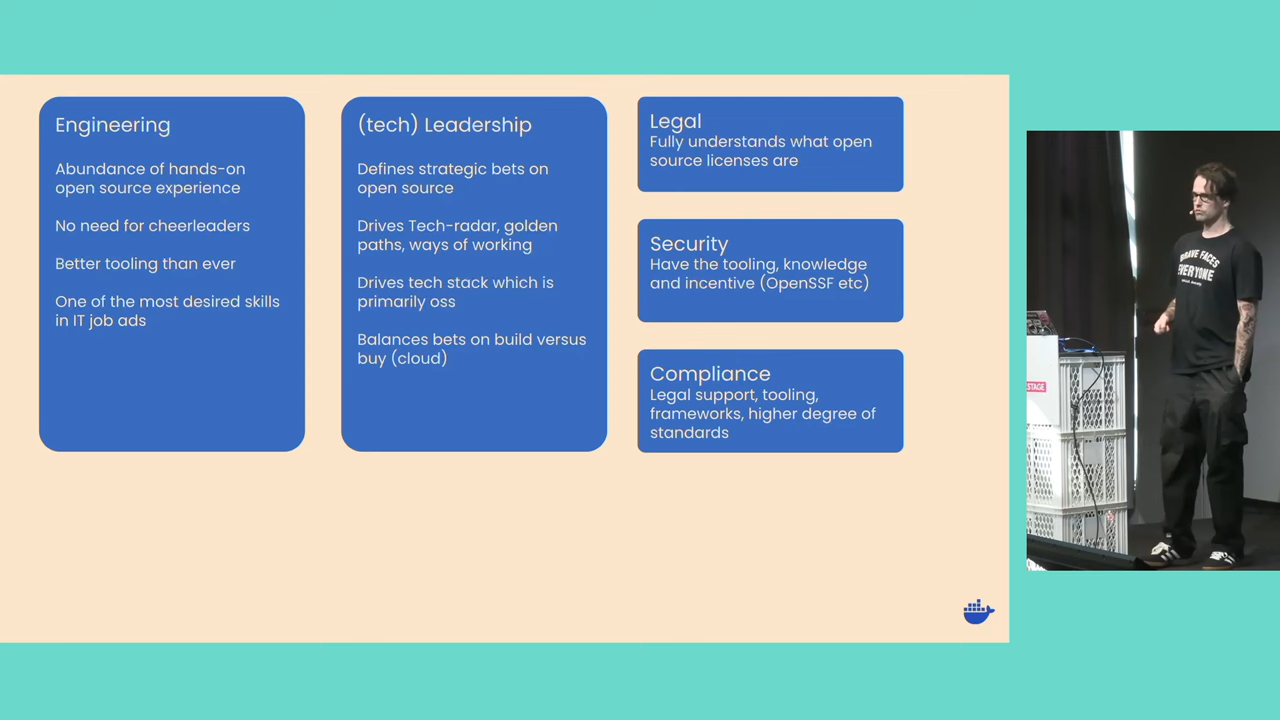 Engineering
Abundance of hands-on
open source experience
No need for cheerleaders
Better tooling than ever
One of the most desired skills
in IT job ads
(tech) Leadership
Defines strategic bets on
open source
Drives Tech-radar, golden
paths, ways of working
Drives tech stack which is
primarily oss
Balances bets on build versus
buy (cloud)
Legal
Fully understands what open
source licenses are
Security
Have the tooling, knowledge
and incentive (OpenSSF etc)
Compliance
Legal support, tooling,
frameworks, higher degree of
standards
BRAVE FACES
EVERYONE
STAGE